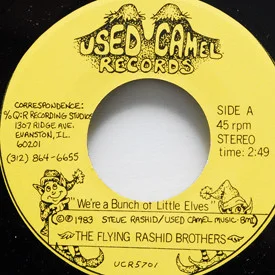 USED CAMEL
RECORDS
CORRESPONDENCE:
% Q&R RECORDING STUDIOS
1307 RIDGE AVE.
EVANSTON, IL
60201
(312) 864-6655
SIDE A
45 rpm
STEREO
time: 2:49
"We're a Bunch of Little Elves"
©℗ 1983 STEVE RASHID/USED CAMEL MUSIC-BMI
THE FLYING RASHID BROTHERS
UCR5701